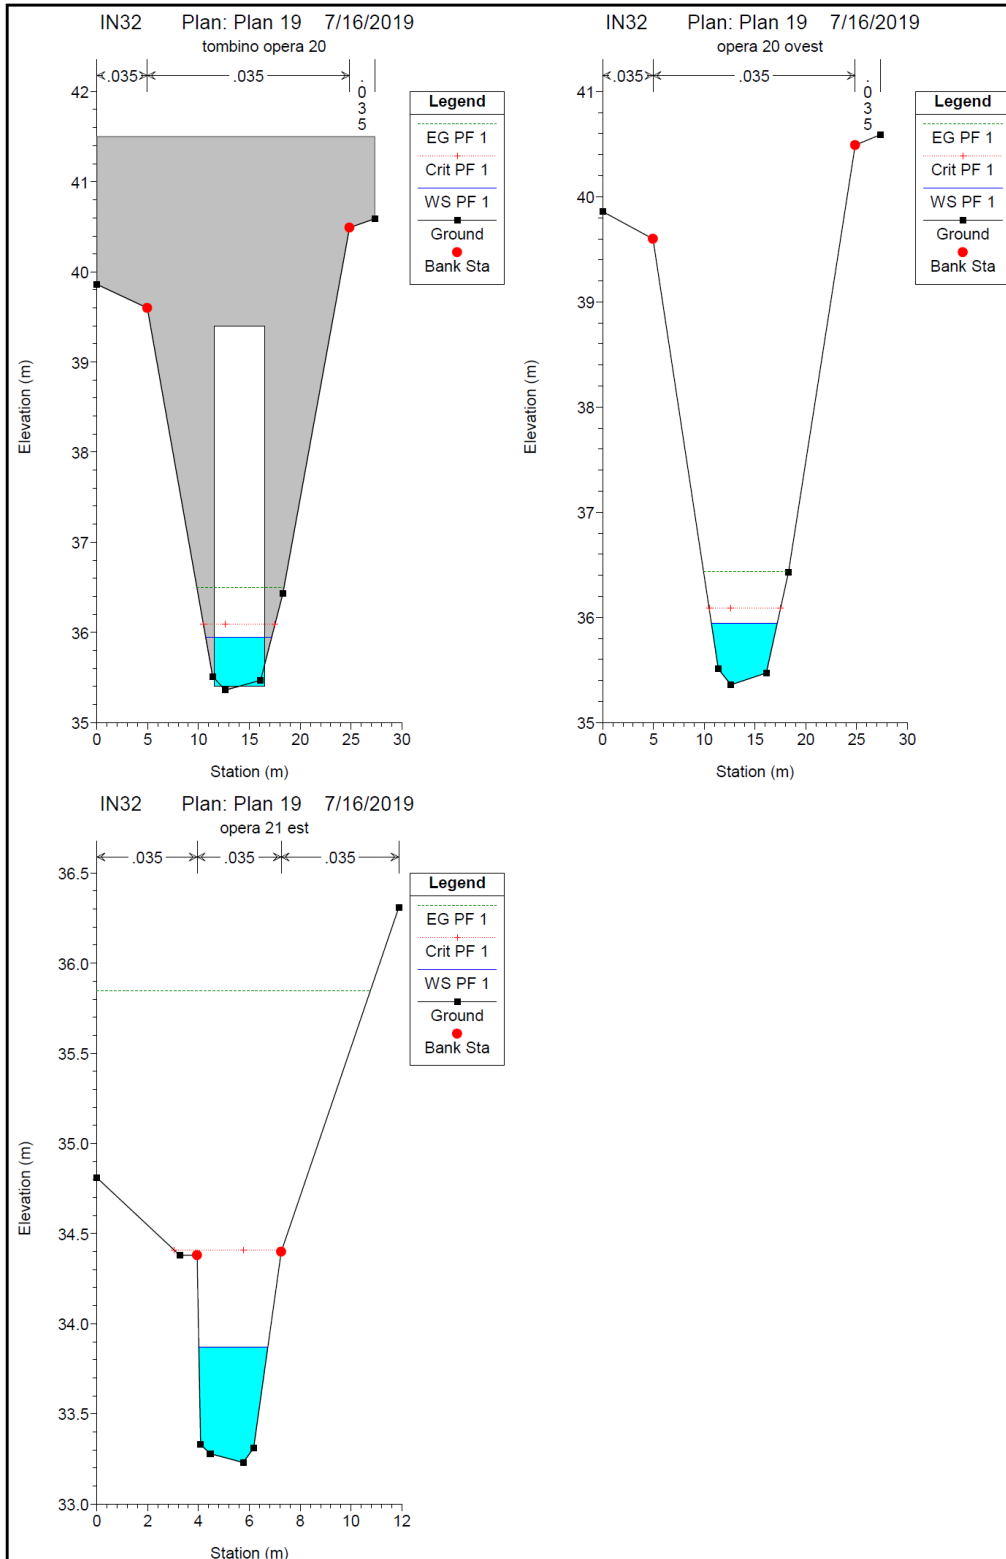 IN32 Plan: Plan 19 7/16/2019
tombino opera 20
.035 .035 .035
Legend
EG PF 1
Crit PF 1
WS PF 1
Ground
Bank Sta
Elevation (m)
42
41
40
39
38
37
36
35
0 5 10 15 20 25 30
Station (m)
IN32 Plan: Plan 19 7/16/2019
opera 20 ovest
.035 .035 .035
Legend
EG PF 1
Crit PF 1
WS PF 1
Ground
Bank Sta
Elevation (m)
41
40
39
38
37
36
35
0 5 10 15 20 25 30
Station (m)
IN32 Plan: Plan 19 7/16/2019
opera 21 est
.035 .035 .035
Legend
EG PF 1
Crit PF 1
WS PF 1
Ground
Bank Sta
Elevation (m)
36.5
36.0
35.5
35.0
34.5
34.0
33.5
33.0
0 2 4 6 8 10 12
Station (m)